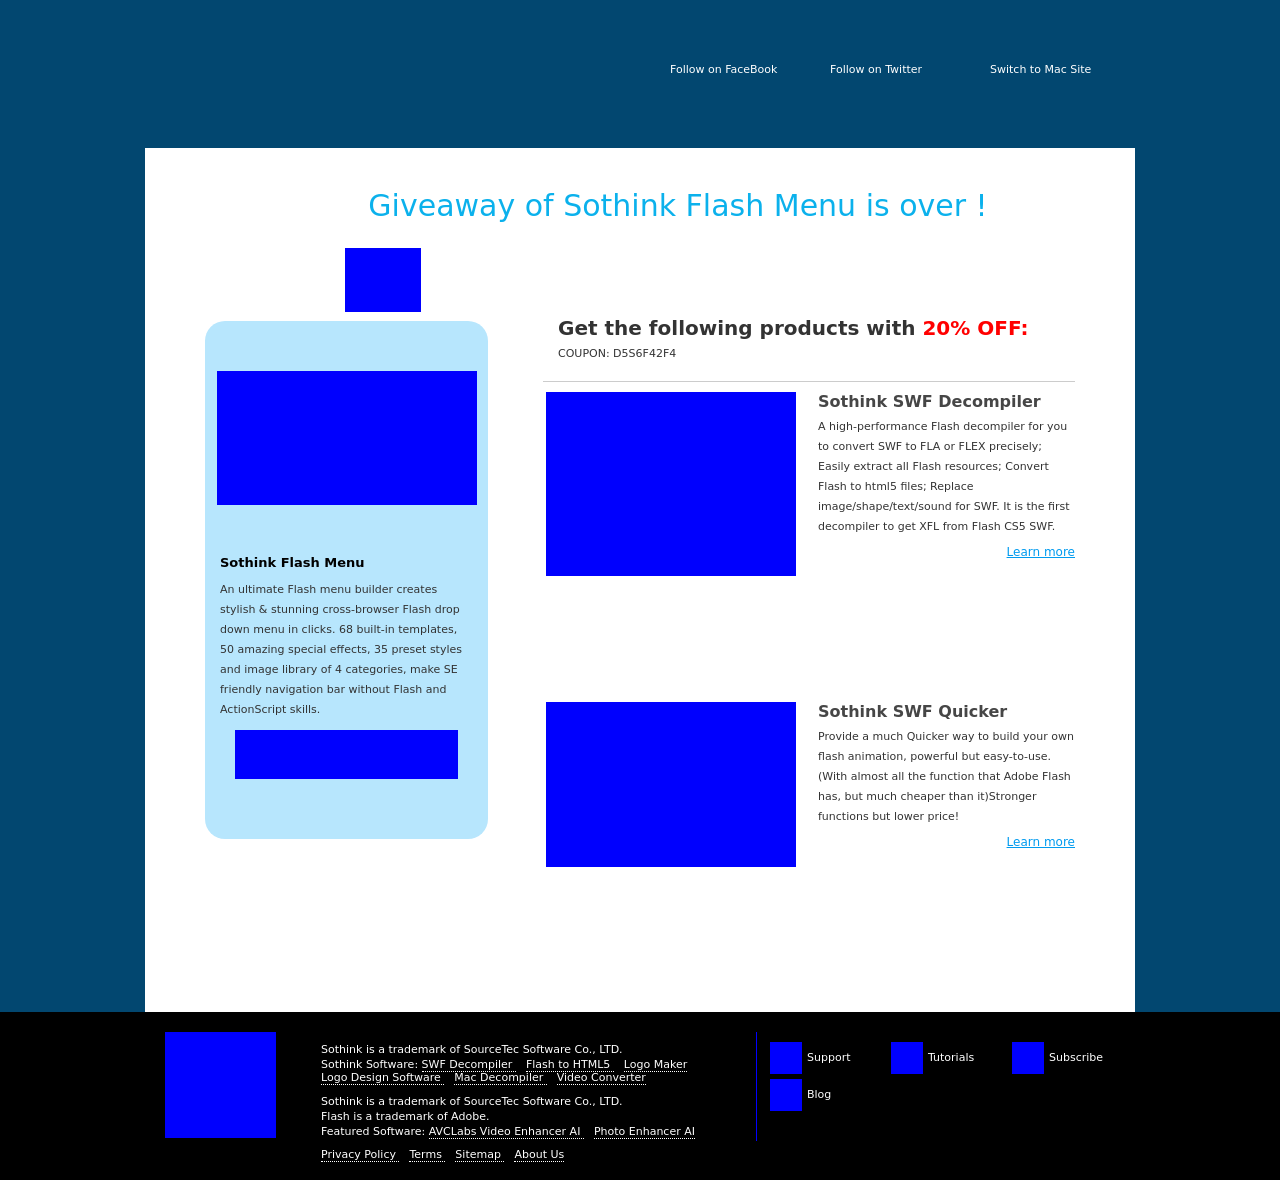 Follow on FaceBook
Follow on Twitter
Switch to Mac Site
Giveaway of Sothink Flash Menu is over !
Sothink Flash Menu
An ultimate Flash menu builder creates
stylish & stunning cross-browser Flash drop
down menu in clicks. 68 built-in templates,
50 amazing special effects, 35 preset styles
and image library of 4 categories, make SE
friendly navigation bar without Flash and
ActionScript skills.
Get the following products with 20% OFF:
COUPON: D5S6F42F4
Sothink SWF Decompiler
A high-performance Flash decompiler for you
to convert SWF to FLA or FLEX precisely;
Easily extract all Flash resources; Convert
Flash to html5 files; Replace
image/shape/text/sound for SWF. It is the first
decompiler to get XFL from Flash CS5 SWF.
Learn more
Sothink SWF Quicker
Provide a much Quicker way to build your own
flash animation, powerful but easy-to-use.
(With almost all the function that Adobe Flash
has, but much cheaper than it)Stronger
functions but lower price!
Learn more
Sothink is a trademark of SourceTec Software Co., LTD.
Sothink Software: SWF Decompiler Flash to HTML5 Logo Maker
Logo Design Software Mac Decompiler Video Converter
Sothink is a trademark of SourceTec Software Co., LTD.
Flash is a trademark of Adobe.
Featured Software: AVCLabs Video Enhancer AI Photo Enhancer AI
Privacy Policy Terms Sitemap About Us
Support
Tutorials
Subscribe
Blog